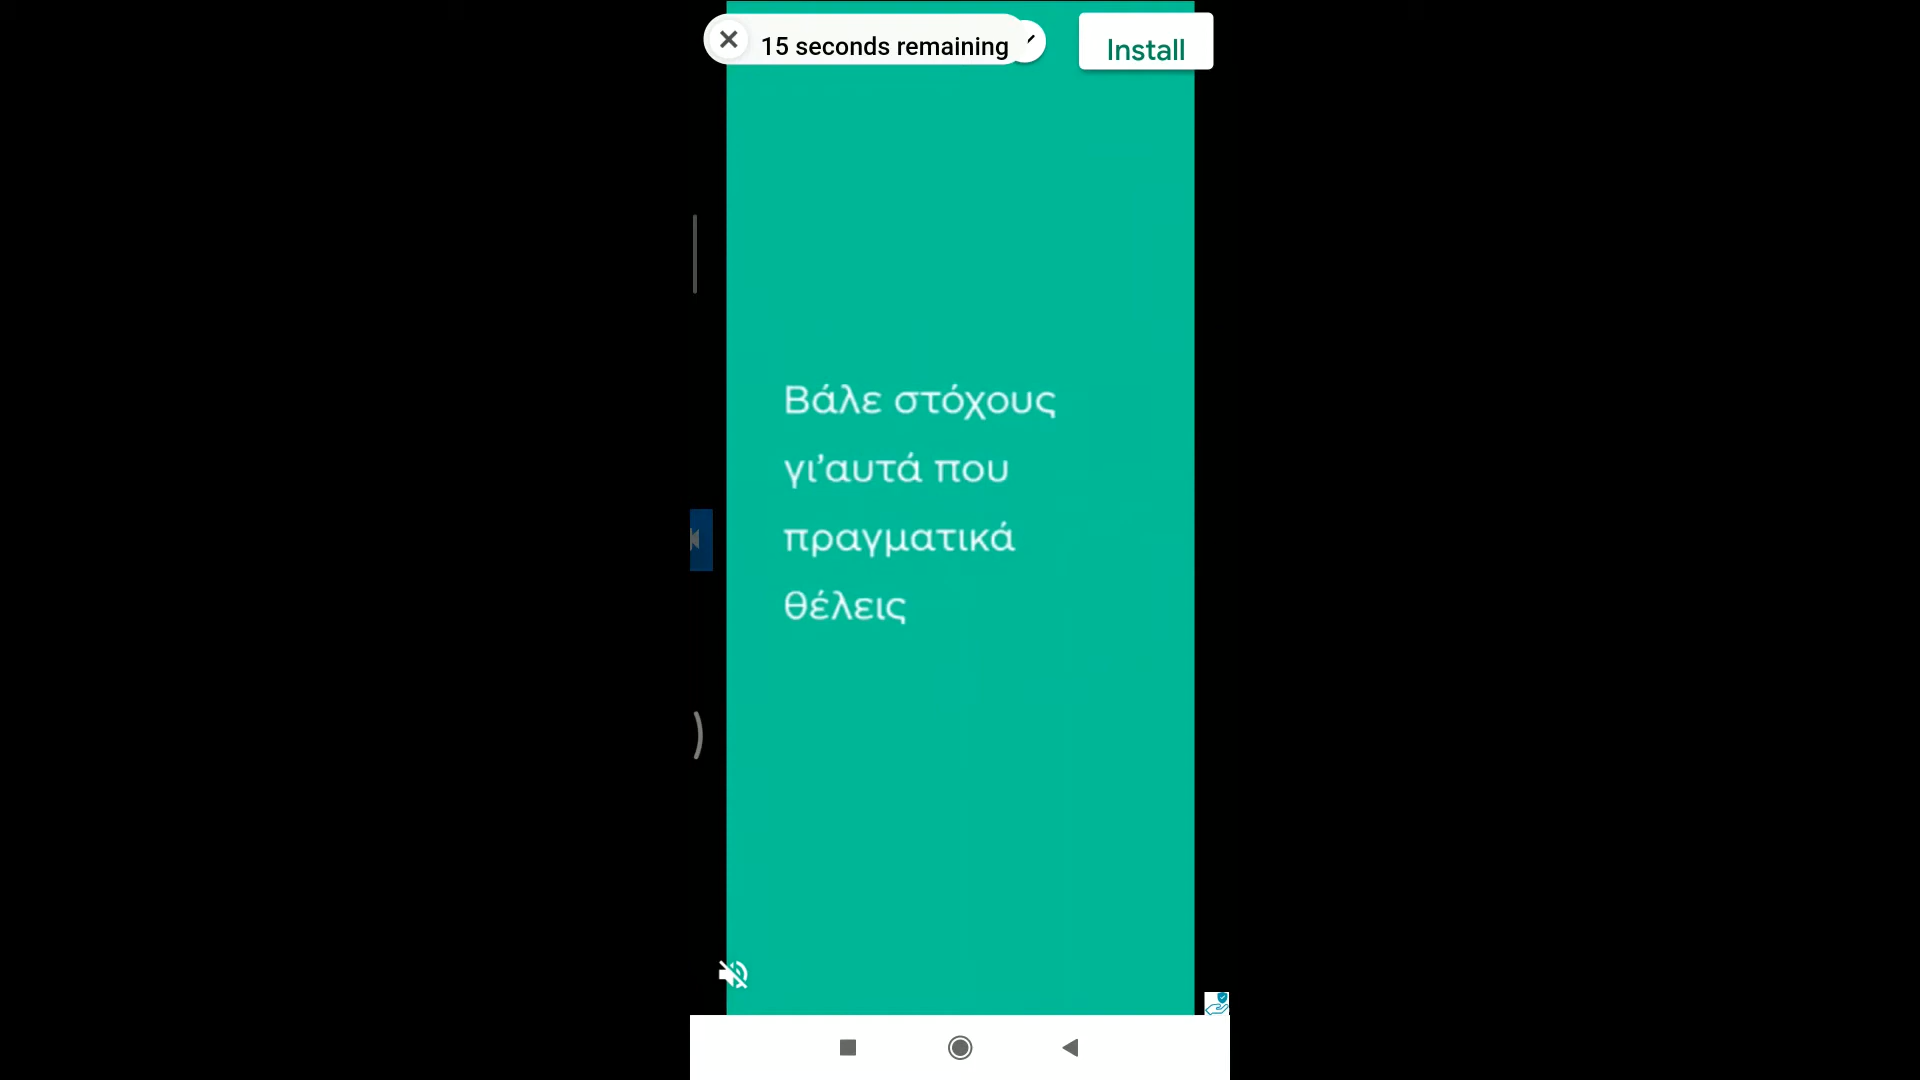 15 seconds remaining
Install
Βάλε στόχους
γι’αυτά που
πραγματικά
θέλεις